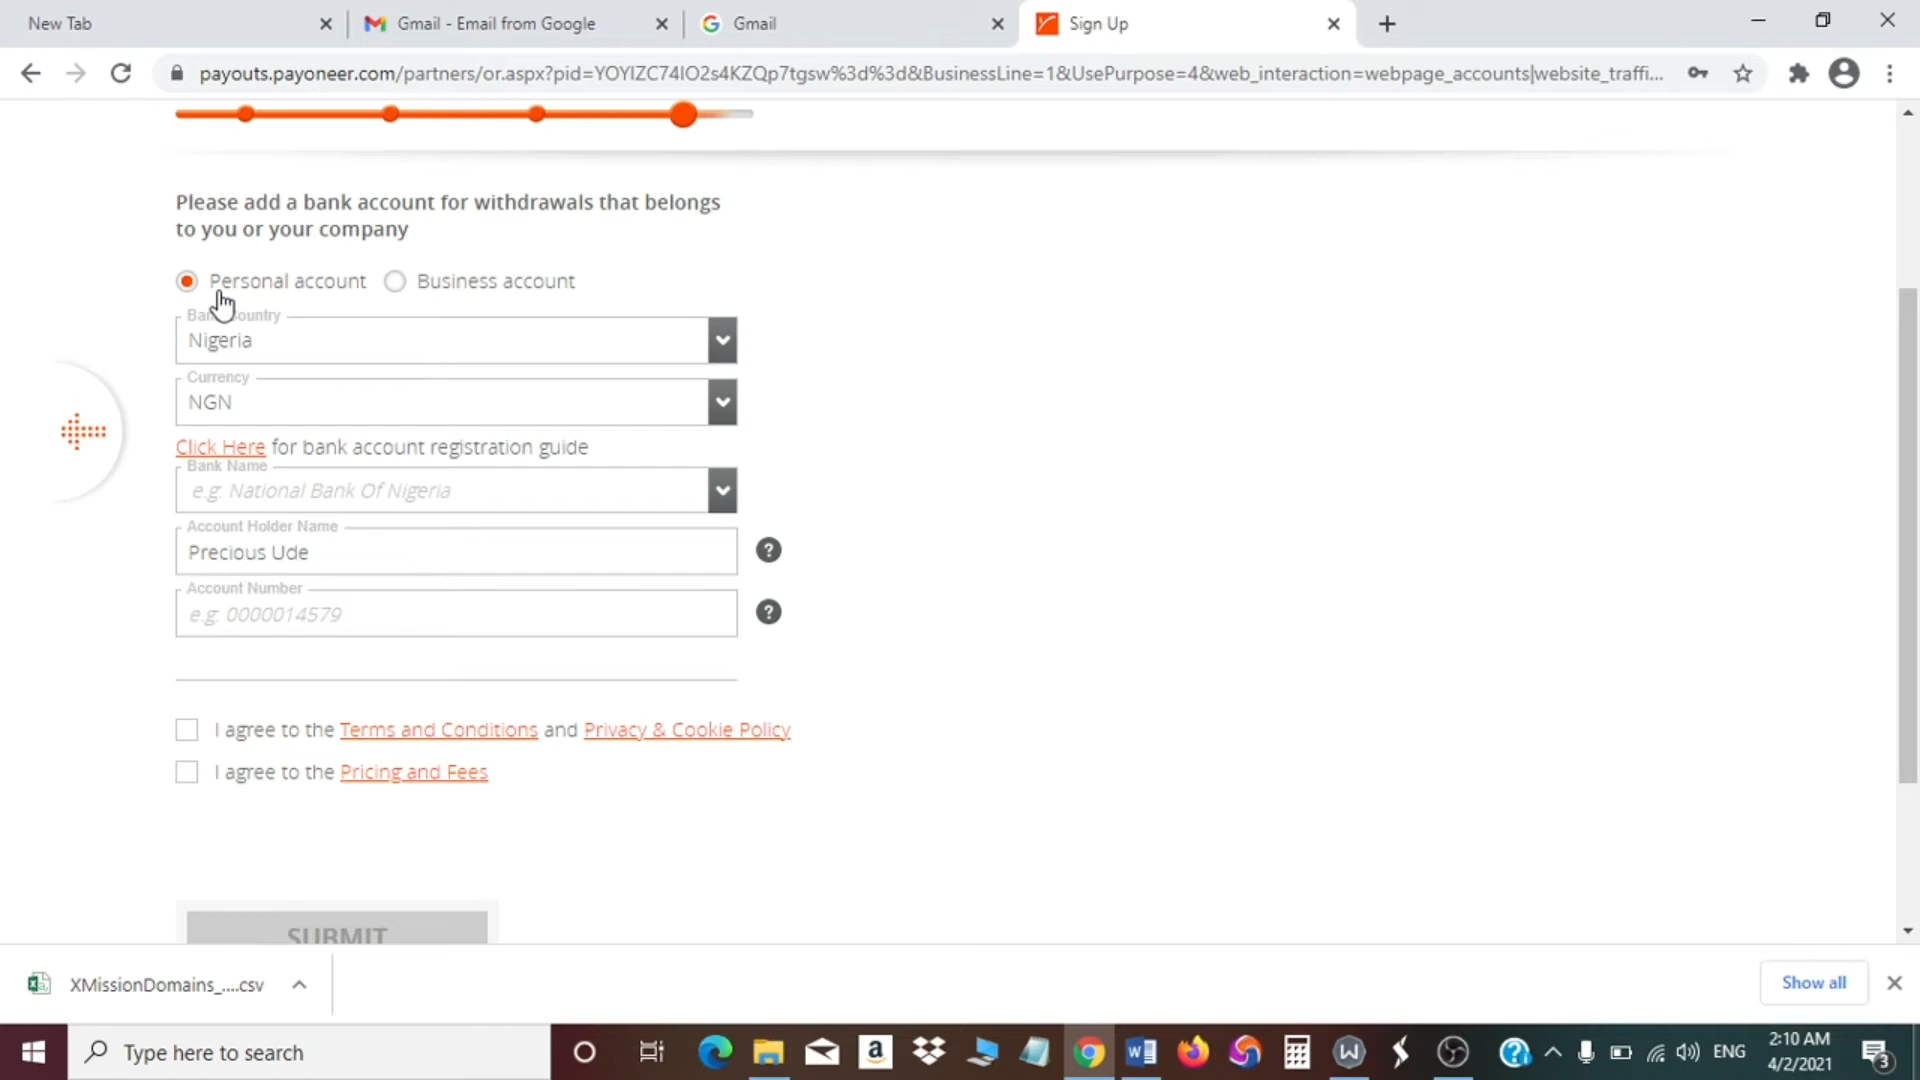 New Tab
Gmail - Email from Google
Gmail
Sign Up
payouts.payoneer.com/partners/or.aspx?pid=YOYIZC74IO2s4KZQp7tgsw%3d%3d&BusinessLine=1&UsePurpose=4&web_interaction=webpage_accounts|website_traffi...
Please add a bank account for withdrawals that belongs
to you or your company
Personal account Business account
Bank Country
Nigeria
Currency
NGN
Click Here for bank account registration guide
Bank Name
e.g: National Bank Of Nigeria
Account Holder Name
Precious Ude
?
Account Number
e.g: 0000014579
?
I agree to the Terms and Conditions and Privacy & Cookie Policy
I agree to the Pricing and Fees
SUBMIT
XMissionDomains_....csv
Show all
Type here to search
ENG
2:10 AM
4/2/2021
3